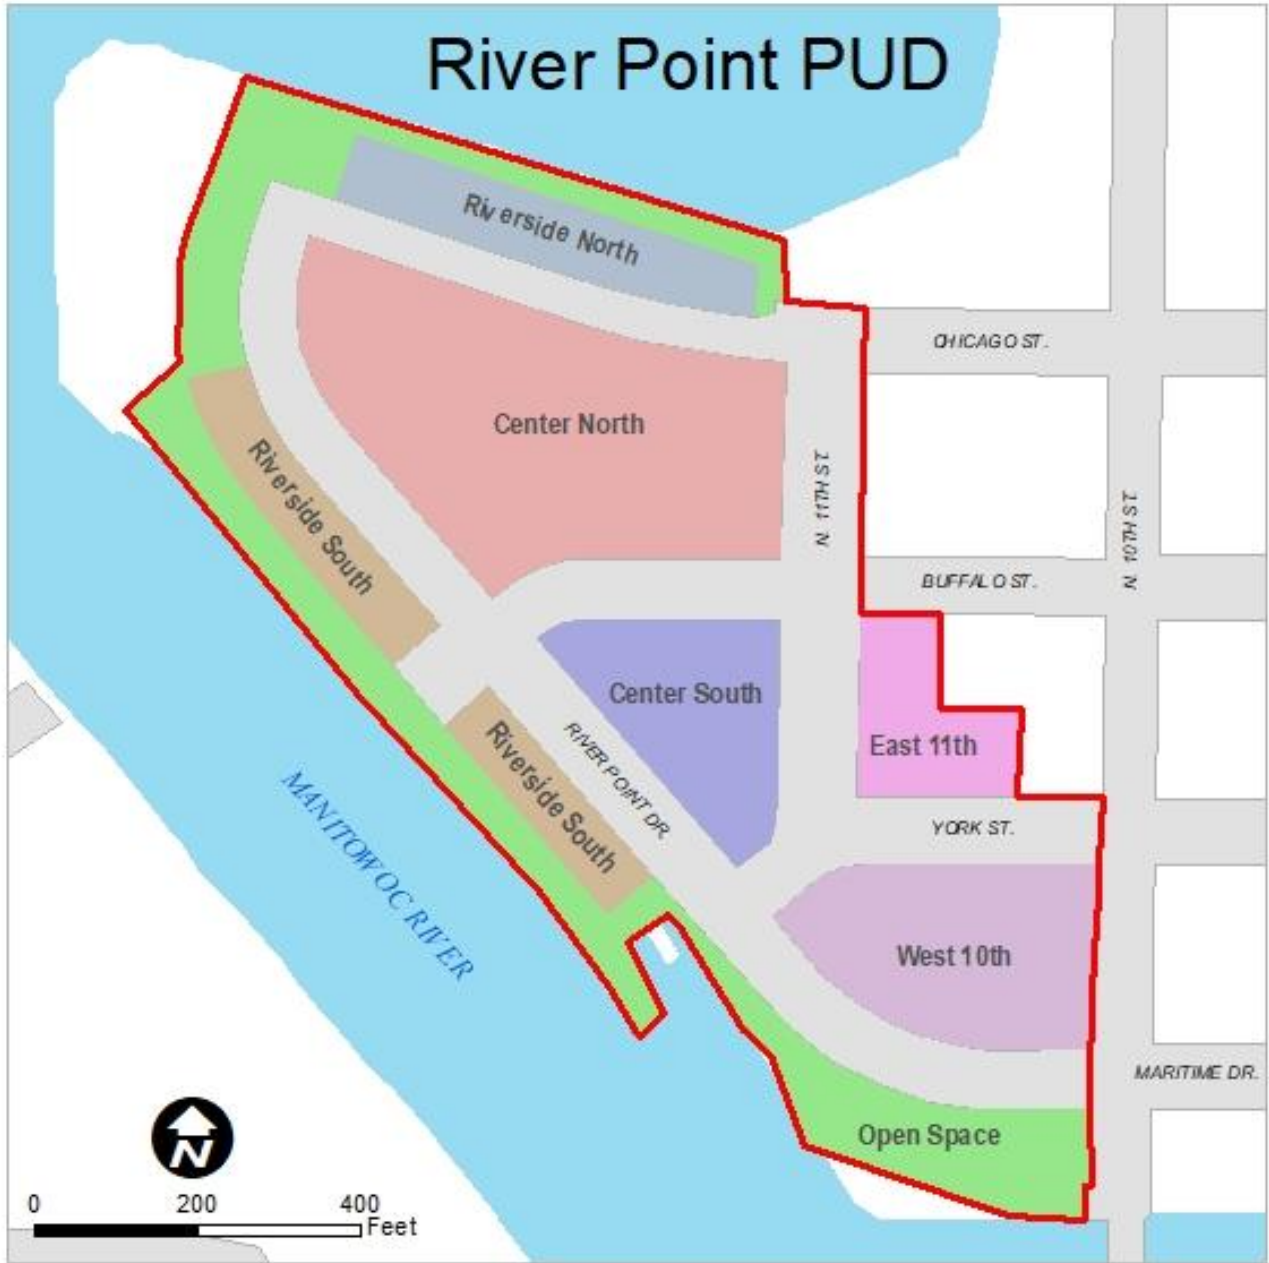 River Point PUD
Riverside North
CHICAGO ST.
Center North
N 11TH ST.
Riverside South
N 10TH ST.
BUFFALO ST.
Center South
East 11th
RIVER POINT DR.
Riverside South
YORK ST.
MANITOWOC RIVER
West 10th
MARITIME DR.
Open Space
N
0 200 400
Feet